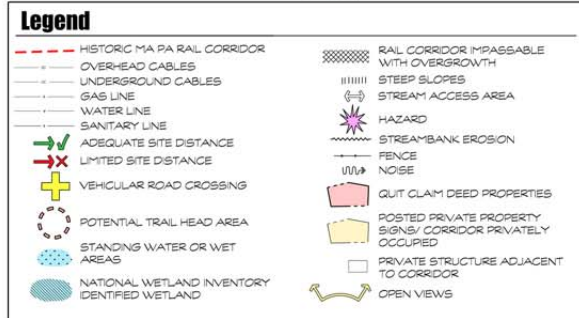 Legend
HISTORIC MA PA RAIL CORRIDOR
OVERHEAD CABLES
UNDERGROUND CABLES
GAS LINE
WATER LINE
SANITARY LINE
ADEQUATE SITE DISTANCE
LIMITED SITE DISTANCE
VEHICULAR ROAD CROSSING
POTENTIAL TRAIL HEAD AREA
STANDING WATER OR WET
AREAS
NATIONAL WETLAND INVENTORY
IDENTIFIED WETLAND
RAIL CORRIDOR IMPASSABLE
WITH OVERGROWTH
STEEP SLOPES
STREAM ACCESS AREA
HAZARD
STREAMBANK EROSION
FENCE
NOISE
QUIT CLAIM DEED PROPERTIES
POSTED PRIVATE PROPERTY
SIGNS/ CORRIDOR PRIVATELY
OCCUPIED
PRIVATE STRUCTURE ADJACENT
TO CORRIDOR
OPEN VIEWS